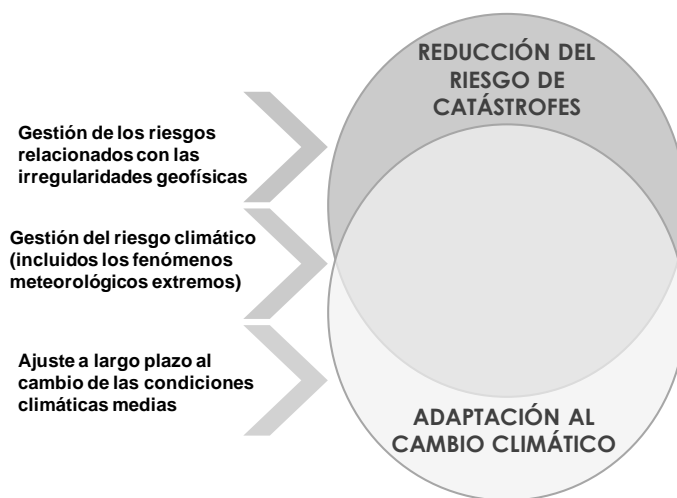 REDUCCIÓN DEL
RIESGO DE
CATÁSTROFES
Gestión de los riesgos
relacionados con las
irregularidades geofísicas
Gestión del riesgo climático
(incluidos los fenómenos
meteorológicos extremos)
Ajuste a largo plazo al
cambio de las condiciones
climáticas medias
ADAPTACIÓN AL
CAMBIO CLIMÁTICO